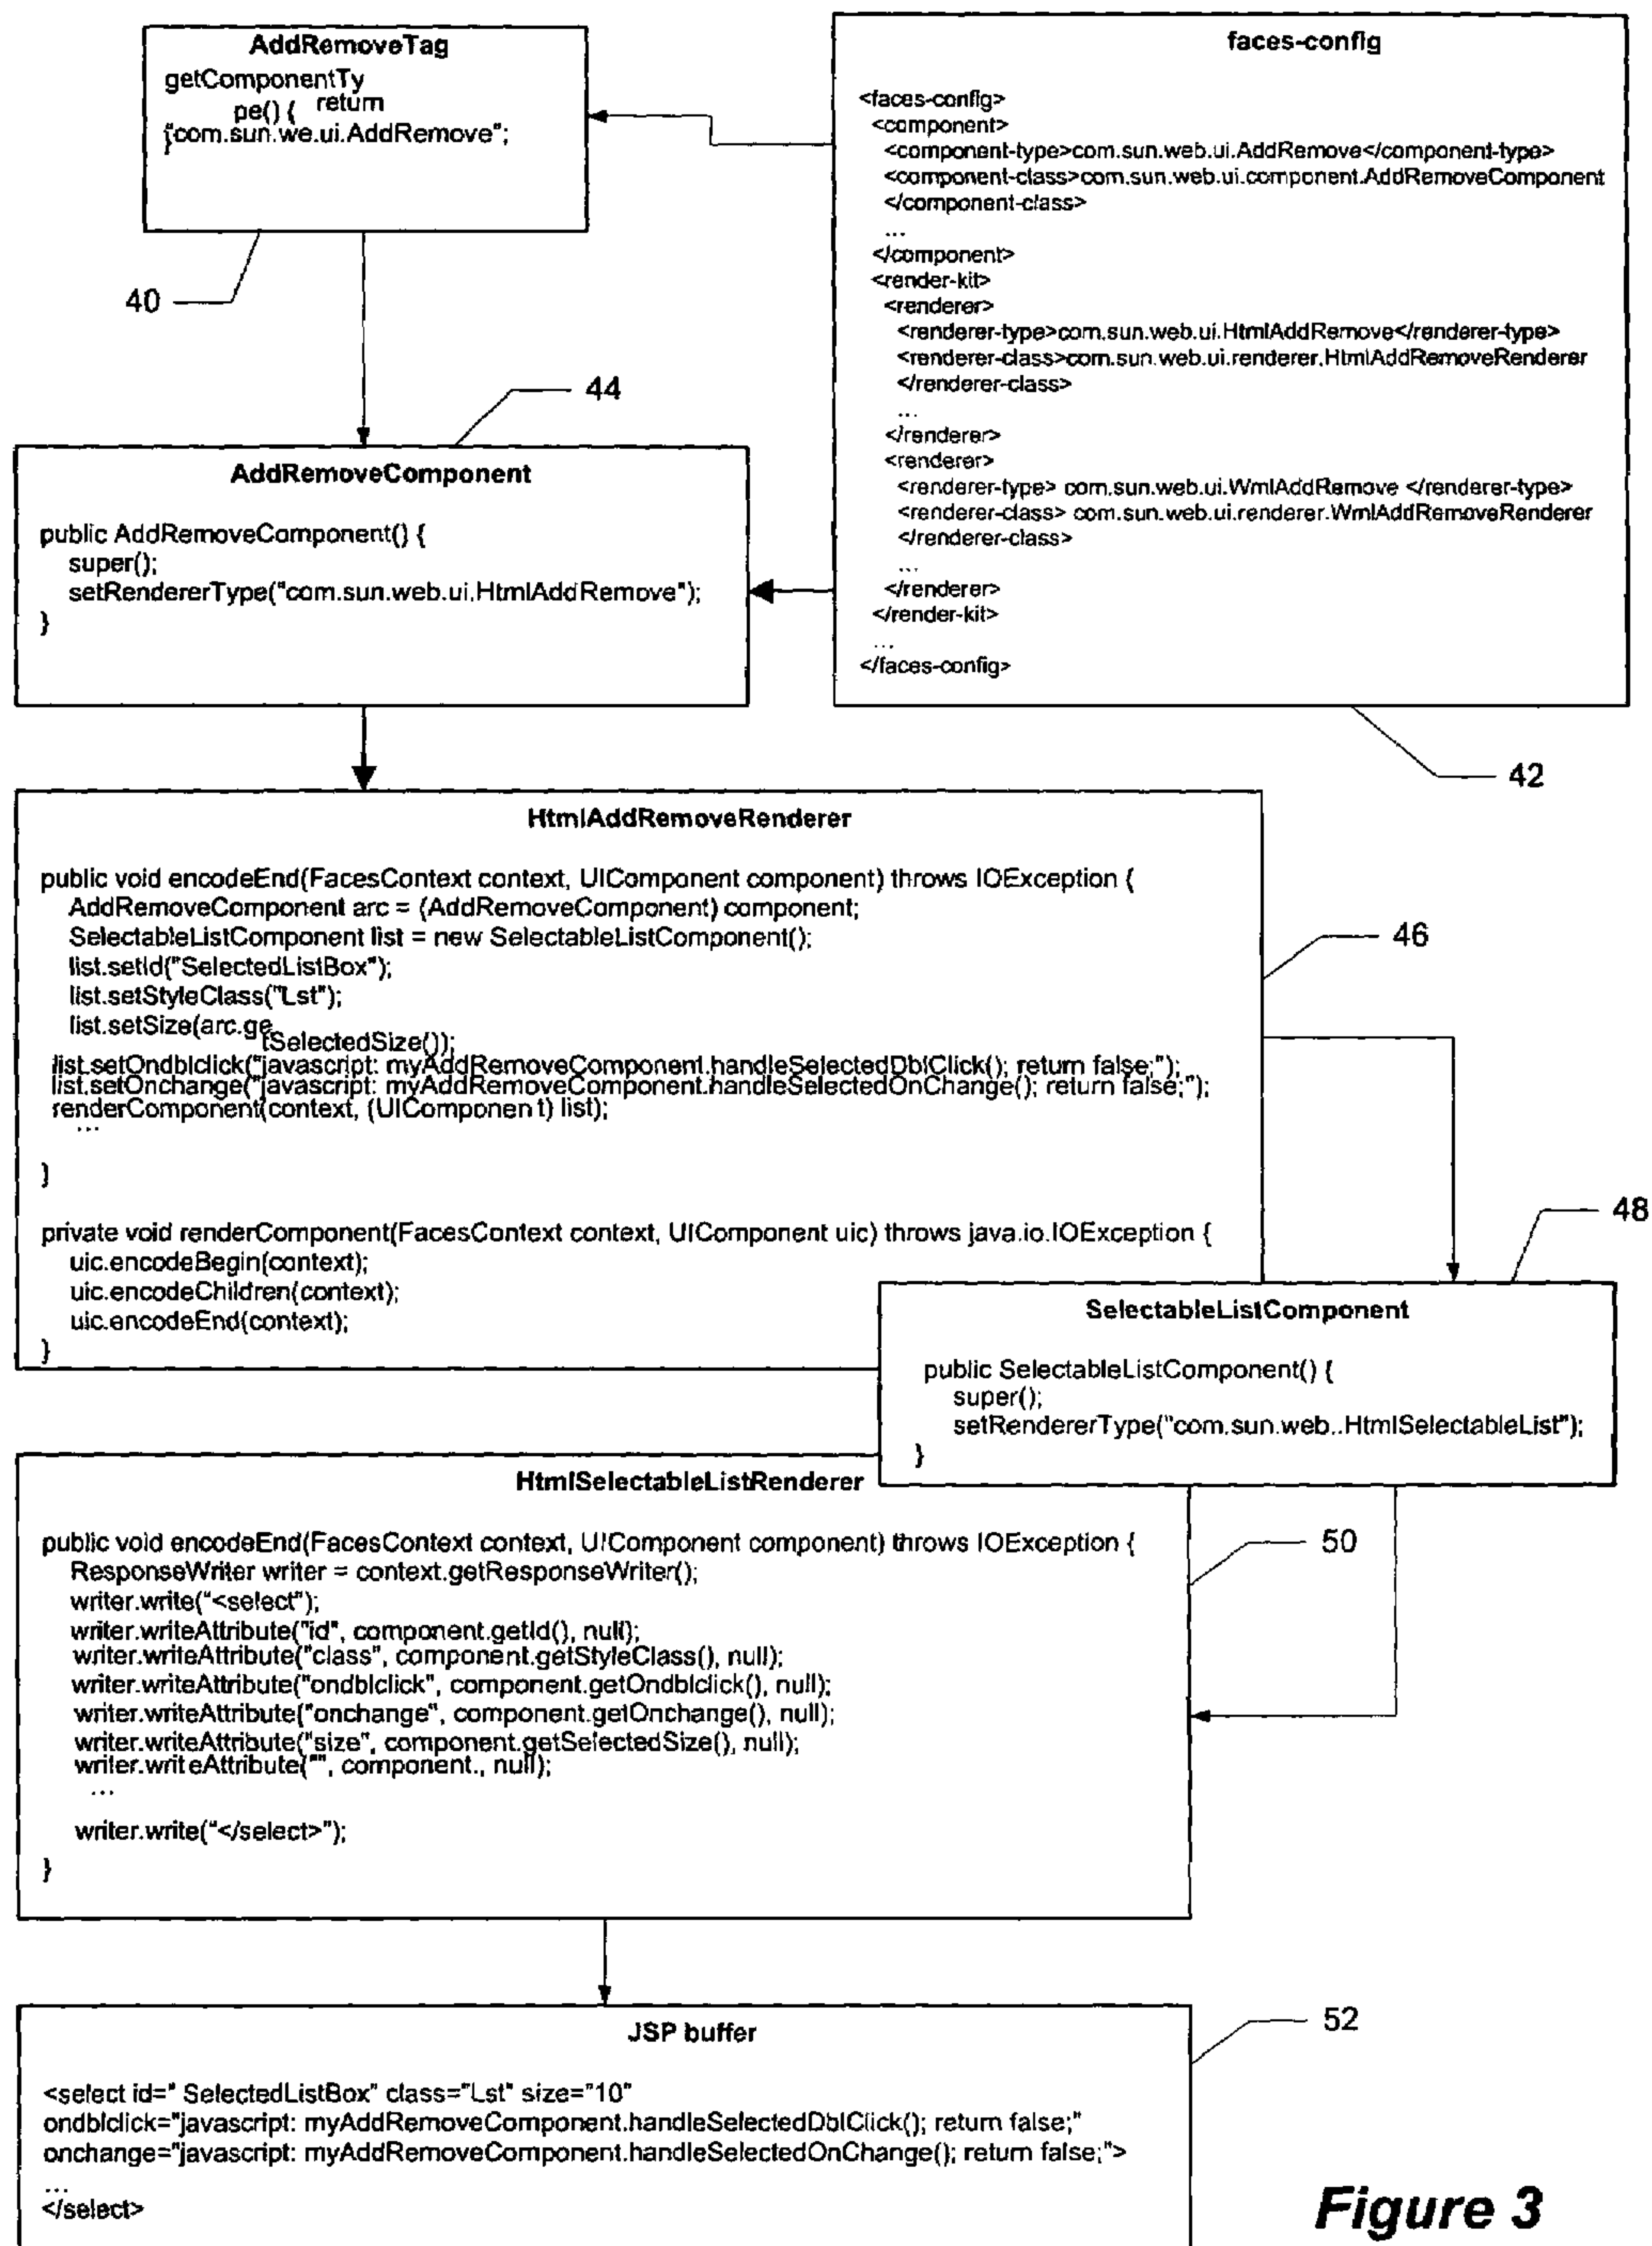 AddRemoveTag
getComponentTy
pe() { return
"com.sun.we.ui.AddRemove";
}
40
faces-config
<faces-config>
<component>
<component-type>com.sun.web.ui.AddRemove</component-type>
<component-class>com.sun.web.ui.component.AddRemoveComponent
</component-class>
...
</component>
<render-kit>
<renderer>
<renderer-type>com.sun.web.ui.HtmlAddRemove</renderer-type>
<renderer-class>com.sun.web.ui.renderer.HtmlAddRemoveRenderer
</renderer-class>
...
</renderer>
<renderer>
<renderer-type> com.sun.web.ui.WmlAddRemove </renderer-type>
<renderer-class> com.sun.web.ui.renderer.WmlAddRemoveRenderer
</renderer-class>
...
</renderer>
</render-kit>
...
</faces-config>
42
44
AddRemoveComponent
public AddRemoveComponent() {
super();
setRendererType("com.sun.web.ui.HtmlAddRemove");
}
HtmlAddRemoveRenderer
public void encodeEnd(FacesContext context, UIComponent component) throws IOException {
AddRemoveComponent arc = (AddRemoveComponent) component;
SelectableListComponent list = new SelectableListComponent();
list.setId("SelectedListBox");
list.setStyleClass("Lst");
list.setSize(arc.ge
tSelectedSize());
list.setOndblclick("javascript: myAddRemoveComponent.handleSelectedDblClick(); return false;");
list.setOnchange("javascript: myAddRemoveComponent.handleSelectedOnChange(); return false;");
renderComponent(context, (UIComponent) list);
...
}
private void renderComponent(FacesContext context, UIComponent uic) throws java.io.IOException {
uic.encodeBegin(context);
uic.encodeChildren(context);
uic.encodeEnd(context);
}
46
48
SelectableListComponent
public SelectableListComponent() {
super();
setRendererType("com.sun.web..HtmlSelectableList");
}
HtmlSelectableListRenderer
public void encodeEnd(FacesContext context, UIComponent component) throws IOException {
ResponseWriter writer = context.getResponseWriter();
writer.write("<select");
writer.writeAttribute("id", component.getId(), null);
writer.writeAttribute("class", component.getStyleClass(), null);
writer.writeAttribute("ondblclick", component.getOndblclick(), null);
writer.writeAttribute("onchange", component.getOnchange(), null);
writer.writeAttribute("size", component.getSelectedSize(), null);
writer.writeAttribute("", component., null);
...
writer.write("</select>");
}
50
JSP buffer
<select id=" SelectedListBox" class="Lst" size="10"
ondblclick="javascript: myAddRemoveComponent.handleSelectedDblClick(); return false;"
onchange="javascript: myAddRemoveComponent.handleSelectedOnChange(); return false;">
...
</select>
52
Figure 3